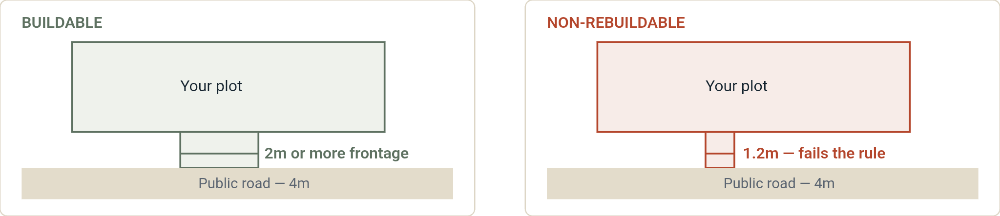 BUILDABLE
Your plot
2m or more frontage
Public road — 4m
NON-REBUILDABLE
Your plot
1.2m — fails the rule
Public road — 4m